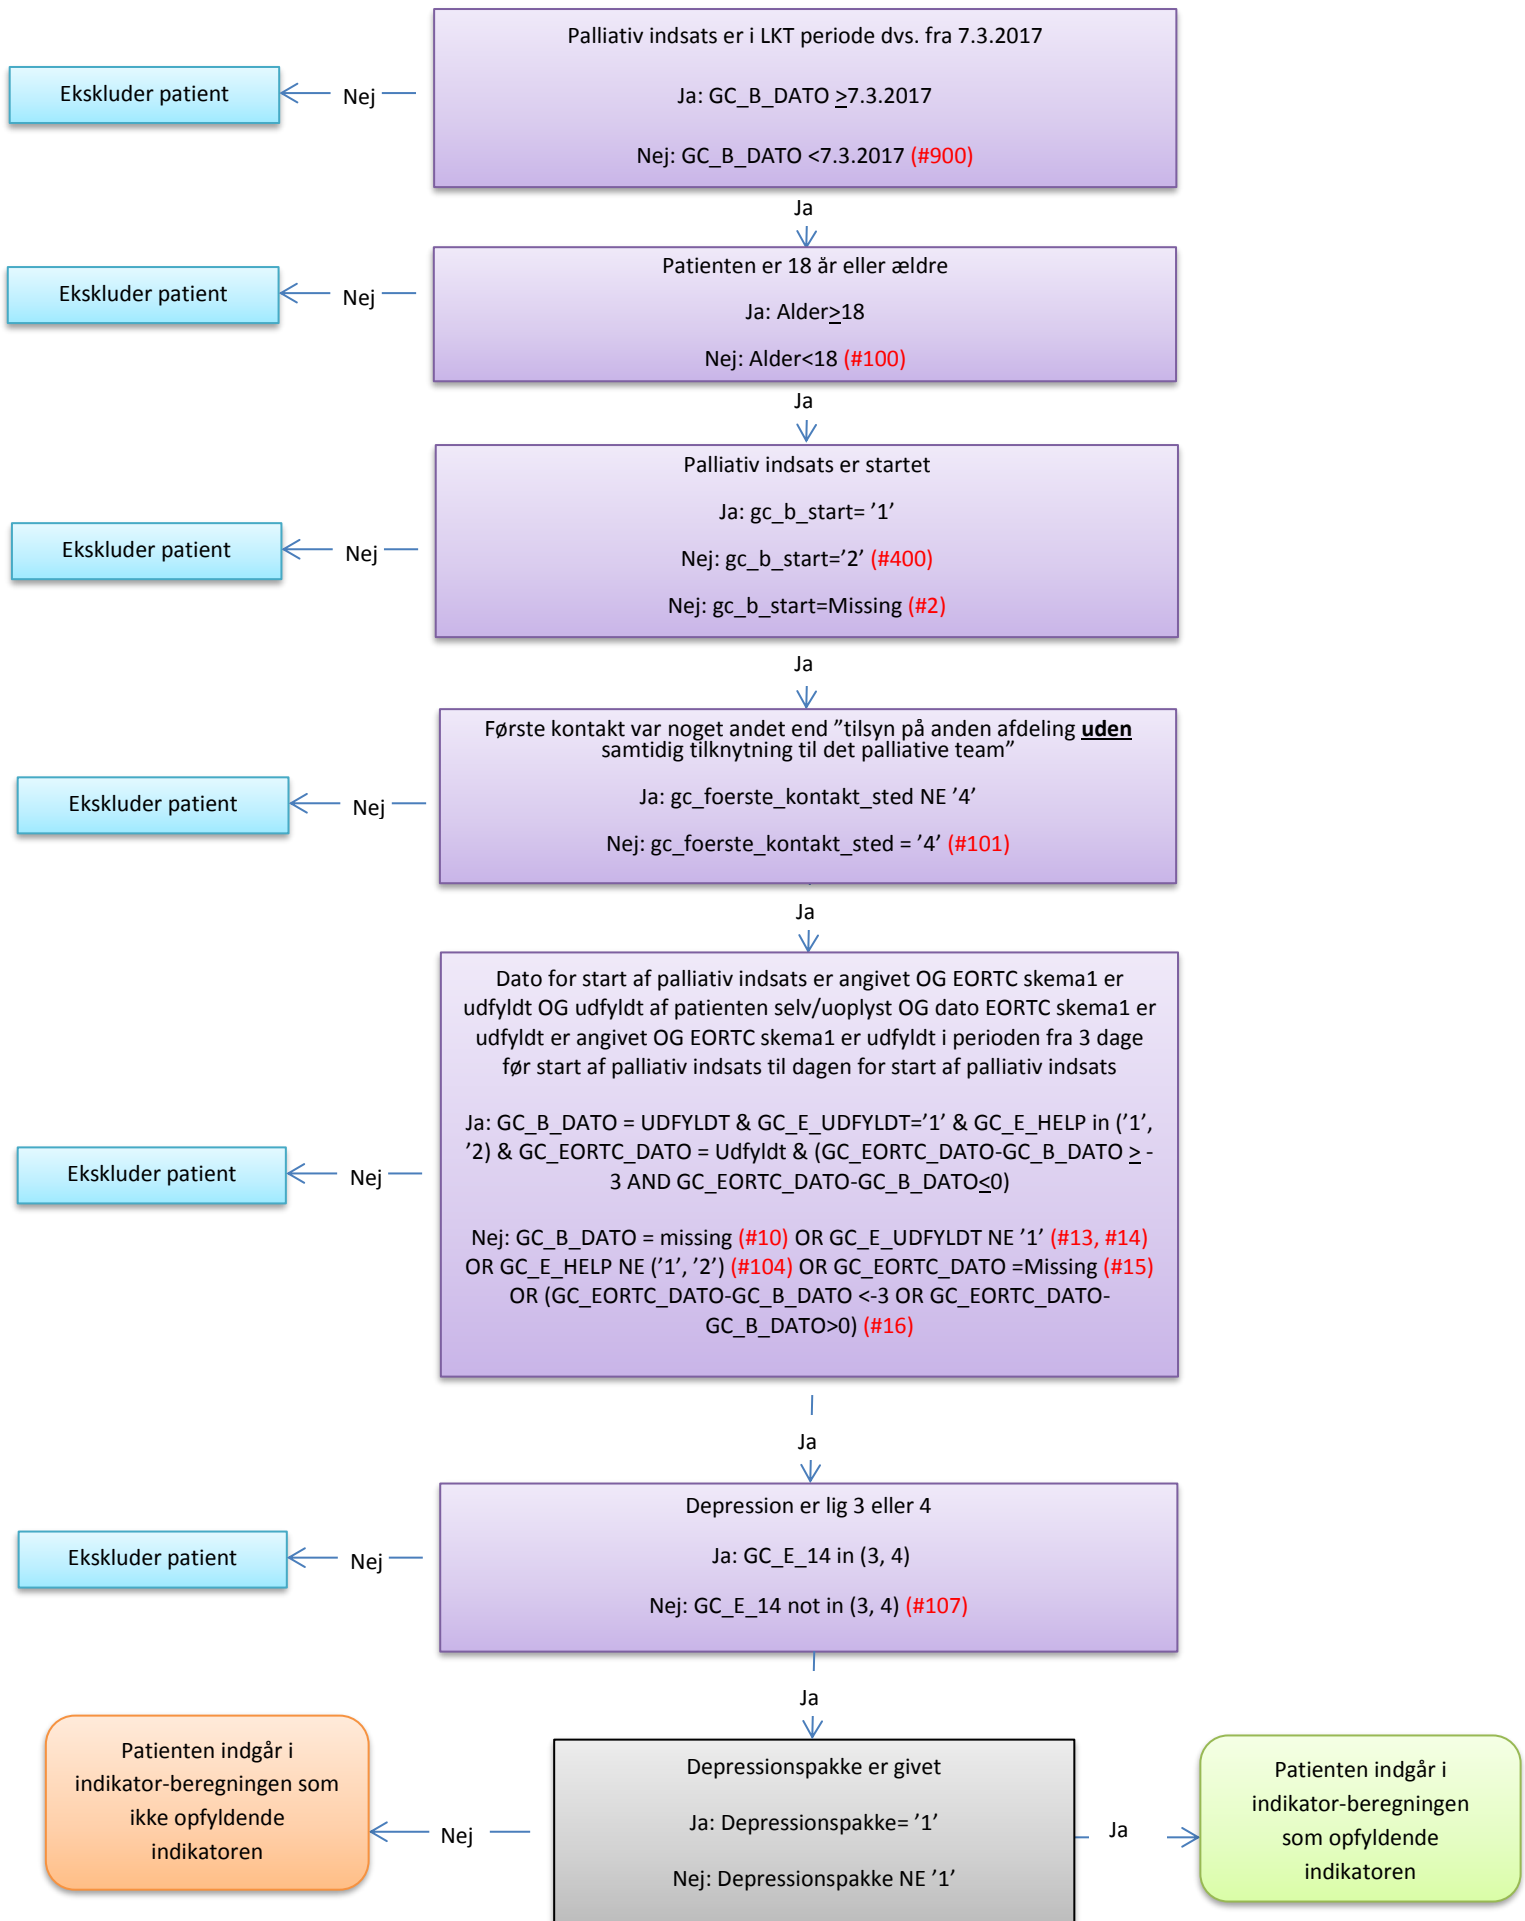 Palliativ indsats er i LKT periode dvs. fra 7.3.2017
Ja: GC_B_DATO >7.3.2017
Nej: GC_B_DATO <7.3.2017 (#900)
Ekskluder patient
Nej
Ja
Patienten er 18 år eller ældre
Ja: Alder>18
Nej: Alder<18 (#100)
Ekskluder patient
Nej
Ja
Palliativ indsats er startet
Ja: gc_b_start= ’1’
Nej: gc_b_start=’2’ (#400)
Nej: gc_b_start=Missing (#2)
Ekskluder patient
Nej
Ja
Første kontakt var noget andet end ”tilsyn på anden afdeling uden
samtidig tilknytning til det palliative team”
Ja: gc_foerste_kontakt_sted NE ’4’
Nej: gc_foerste_kontakt_sted = ’4’ (#101)
Ekskluder patient
Nej
Ja
Dato for start af palliativ indsats er angivet OG EORTC skema1 er
udfyldt OG udfyldt af patienten selv/uoplyst OG dato EORTC skema1 er
udfyldt er angivet OG EORTC skema1 er udfyldt i perioden fra 3 dage
før start af palliativ indsats til dagen for start af palliativ indsats
Ja: GC_B_DATO = UDFYLDT & GC_E_UDFYLDT=’1’ & GC_E_HELP in (’1’,
’2) & GC_EORTC_DATO = Udfyldt & (GC_EORTC_DATO-GC_B_DATO > -
3 AND GC_EORTC_DATO-GC_B_DATO<0)
Nej: GC_B_DATO = missing (#10) OR GC_E_UDFYLDT NE ’1’ (#13, #14)
OR GC_E_HELP NE (’1’, ’2’) (#104) OR GC_EORTC_DATO =Missing (#15)
OR (GC_EORTC_DATO-GC_B_DATO <-3 OR GC_EORTC_DATO-
GC_B_DATO>0) (#16)
Ekskluder patient
Nej
Ja
Depression er lig 3 eller 4
Ja: GC_E_14 in (3, 4)
Nej: GC_E_14 not in (3, 4) (#107)
Ekskluder patient
Nej
Ja
Depressionspakke er givet
Ja: Depressionspakke= ’1’
Nej: Depressionspakke NE ’1’
Nej
Patienten indgår i
indikator-beregningen som
ikke opfyldende
indikatoren
Ja
Patienten indgår i
indikator-beregningen
som opfyldende
indikatoren